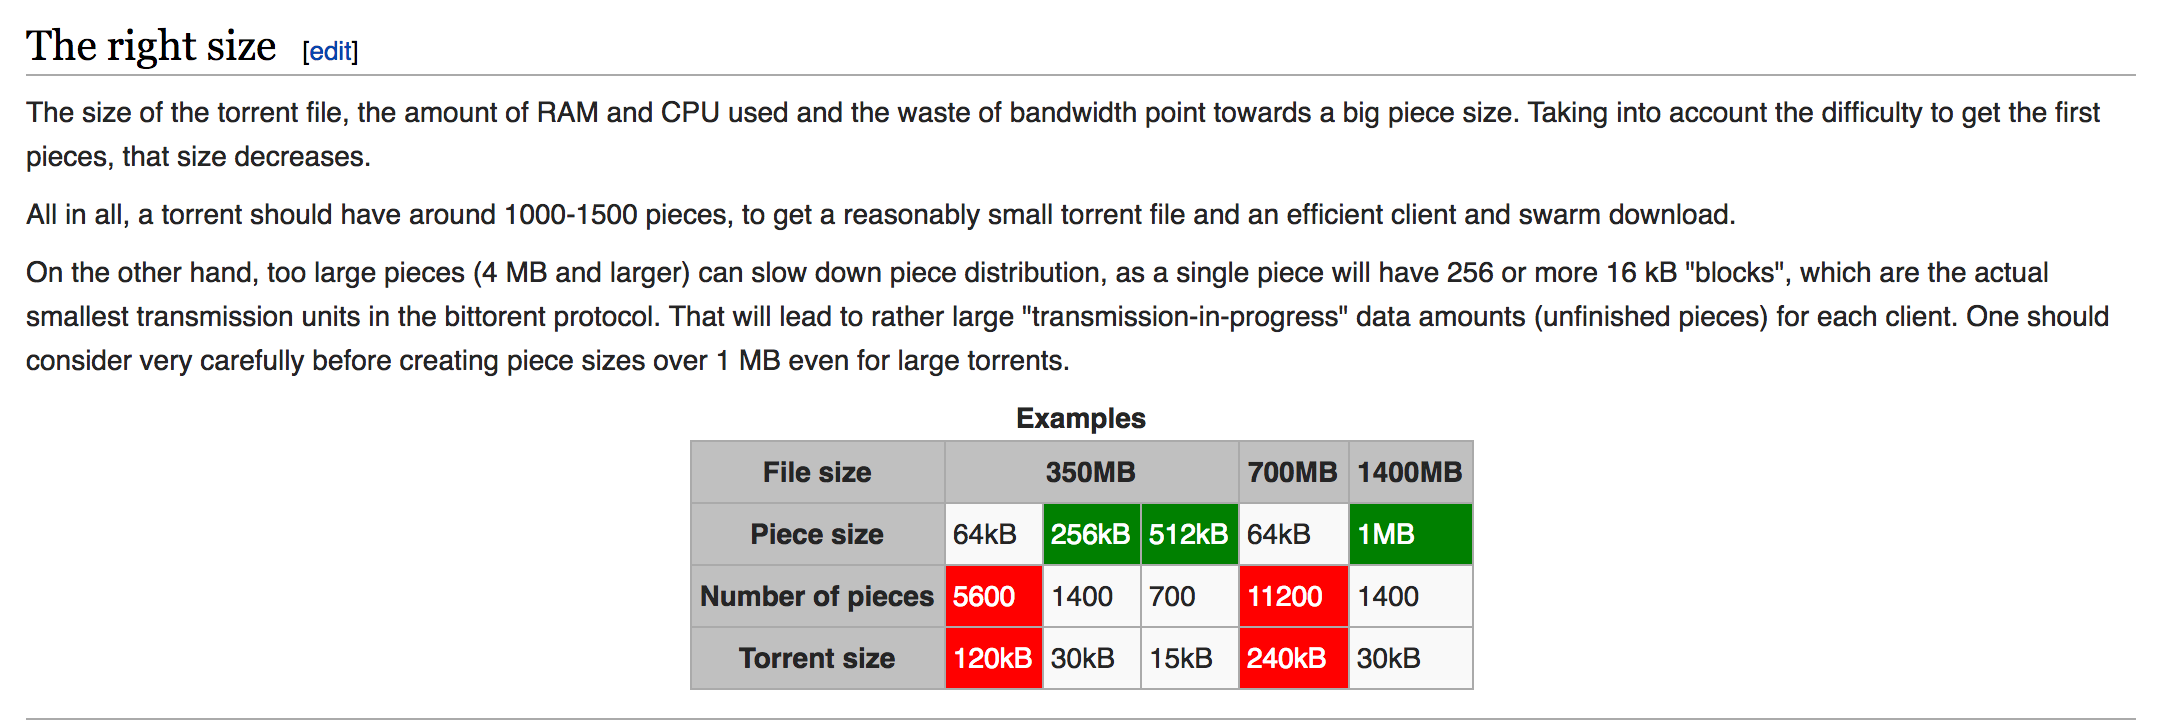 The right size [edit]
The size of the torrent file, the amount of RAM and CPU used and the waste of bandwidth point towards a big piece size. Taking into account the difficulty to get the first
pieces, that size decreases.
All in all, a torrent should have around 1000-1500 pieces, to get a reasonably small torrent file and an efficient client and swarm download.
On the other hand, too large pieces (4 MB and larger) can slow down piece distribution, as a single piece will have 256 or more 16 kB "blocks", which are the actual
smallest transmission units in the bittorent protocol. That will lead to rather large "transmission-in-progress" data amounts (unfinished pieces) for each client. One should
consider very carefully before creating piece sizes over 1 MB even for large torrents.
Examples
File size 350MB 700MB 1400MB
Piece size 64kB 256kB 512kB 64kB 1MB
Number of pieces 5600 1400 700 11200 1400
Torrent size 120kB 30kB 15kB 240kB 30kB